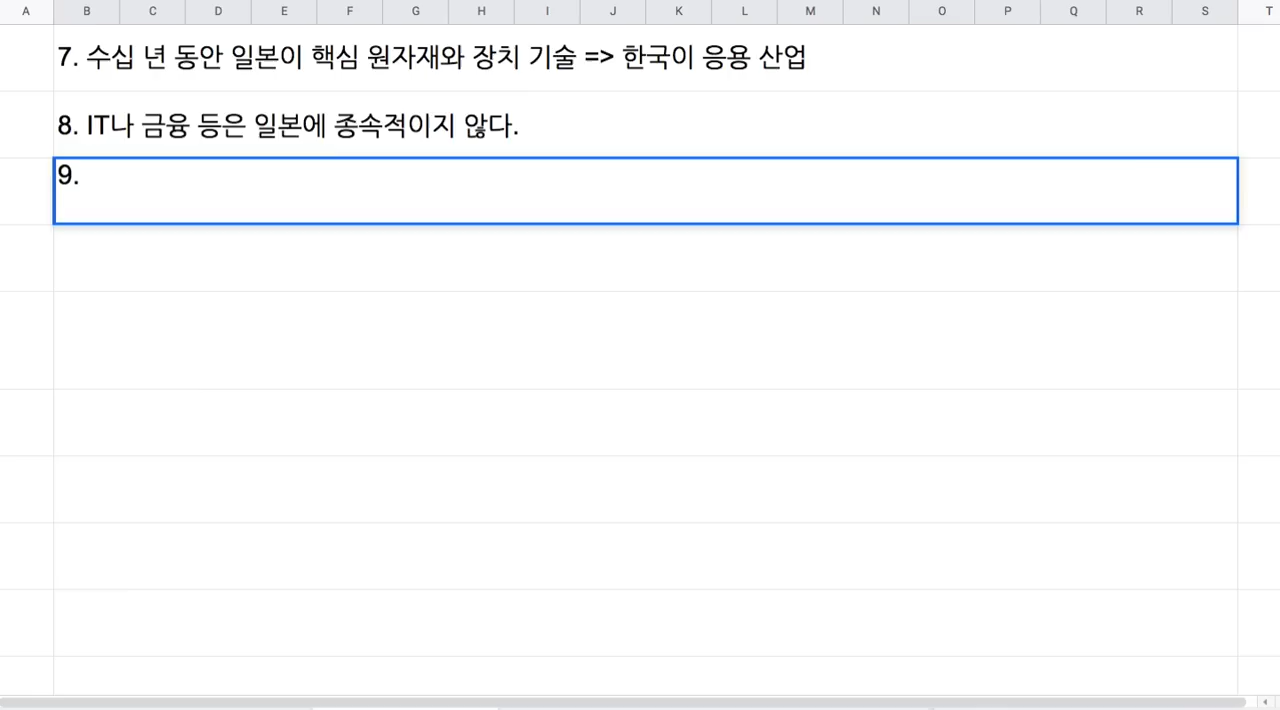 A B C D E F G H I J K L M N O P Q R S T
7. 수십 년 동안 일본이 핵심 원자재와 장치 기술 => 한국이 응용 산업
8. IT나 금융 등은 일본에 종속적이지 않다.
9.